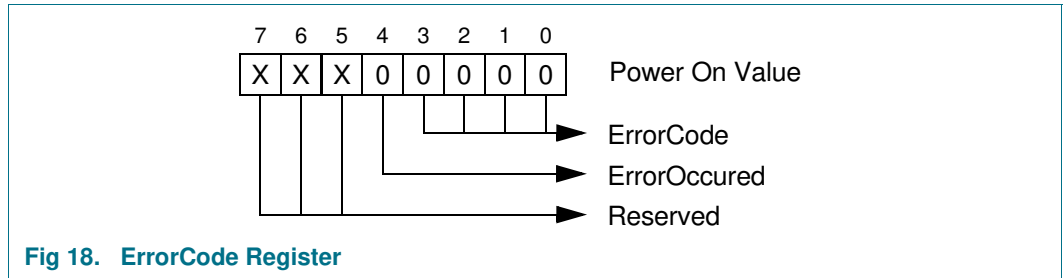 7 6 5 4 3 2 1 0
X X X 0 0 0 0 0 Power On Value
ErrorCode
ErrorOccured
Reserved
Fig 18. ErrorCode Register